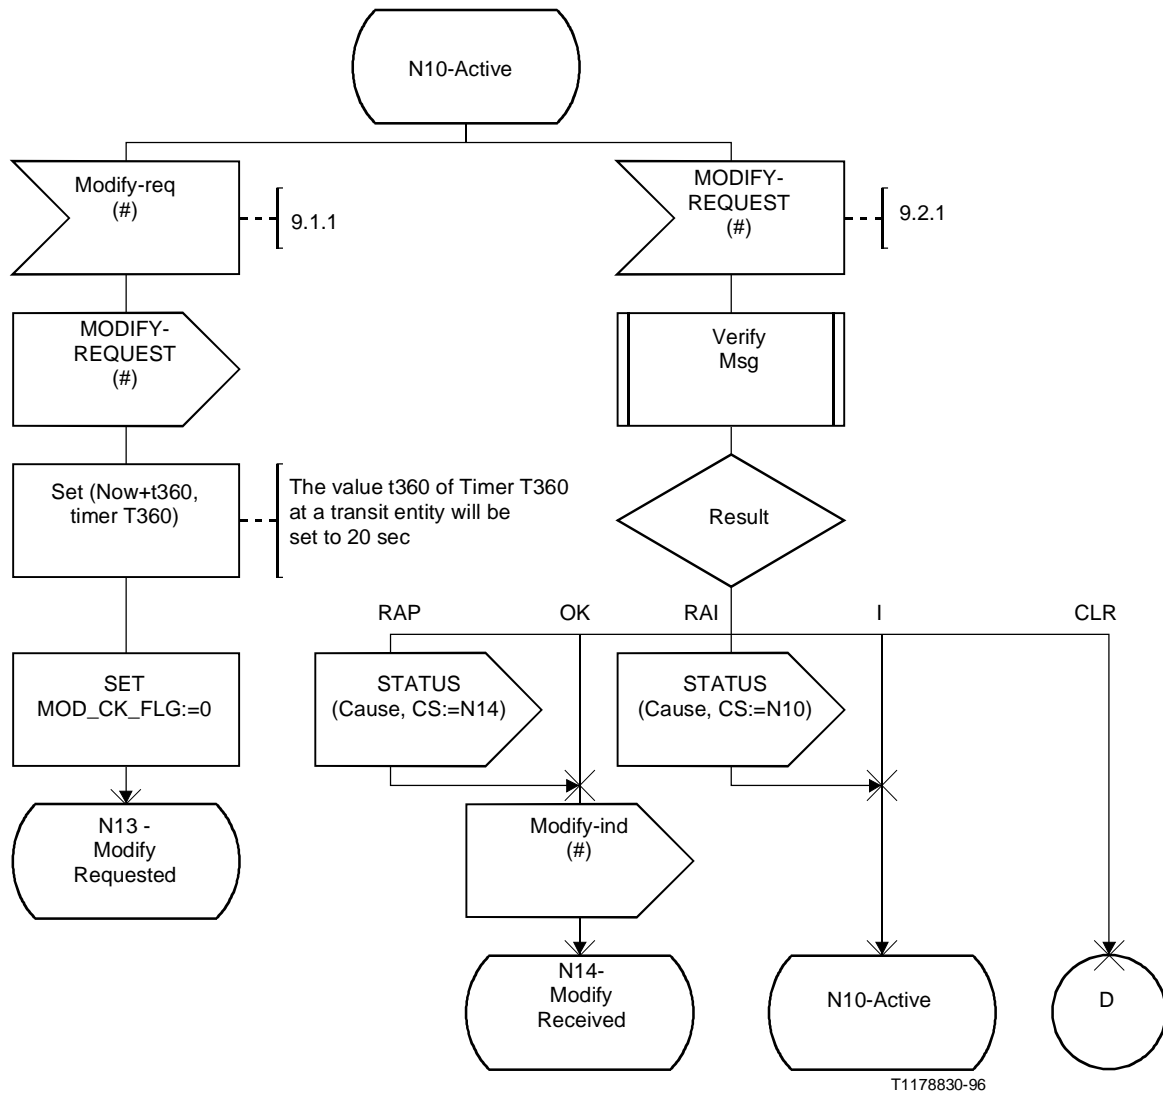 N10-Active
Modify-req
(#)
9.1.1
MODIFY-
REQUEST
(#)
9.2.1
MODIFY-
REQUEST
(#)
Verify
Msg
Set (Now+t360,
timer T360)
The value t360 of Timer T360
at a transit entity will be
set to 20 sec
Result
RAP
OK
RAI
I
CLR
SET
MOD_CK_FLG:=0
STATUS
(Cause, CS:=N14)
STATUS
(Cause, CS:=N10)
N13 -
Modify
Requested
Modify-ind
(#)
N14-
Modify
Received
N10-Active
D
T1178830-96